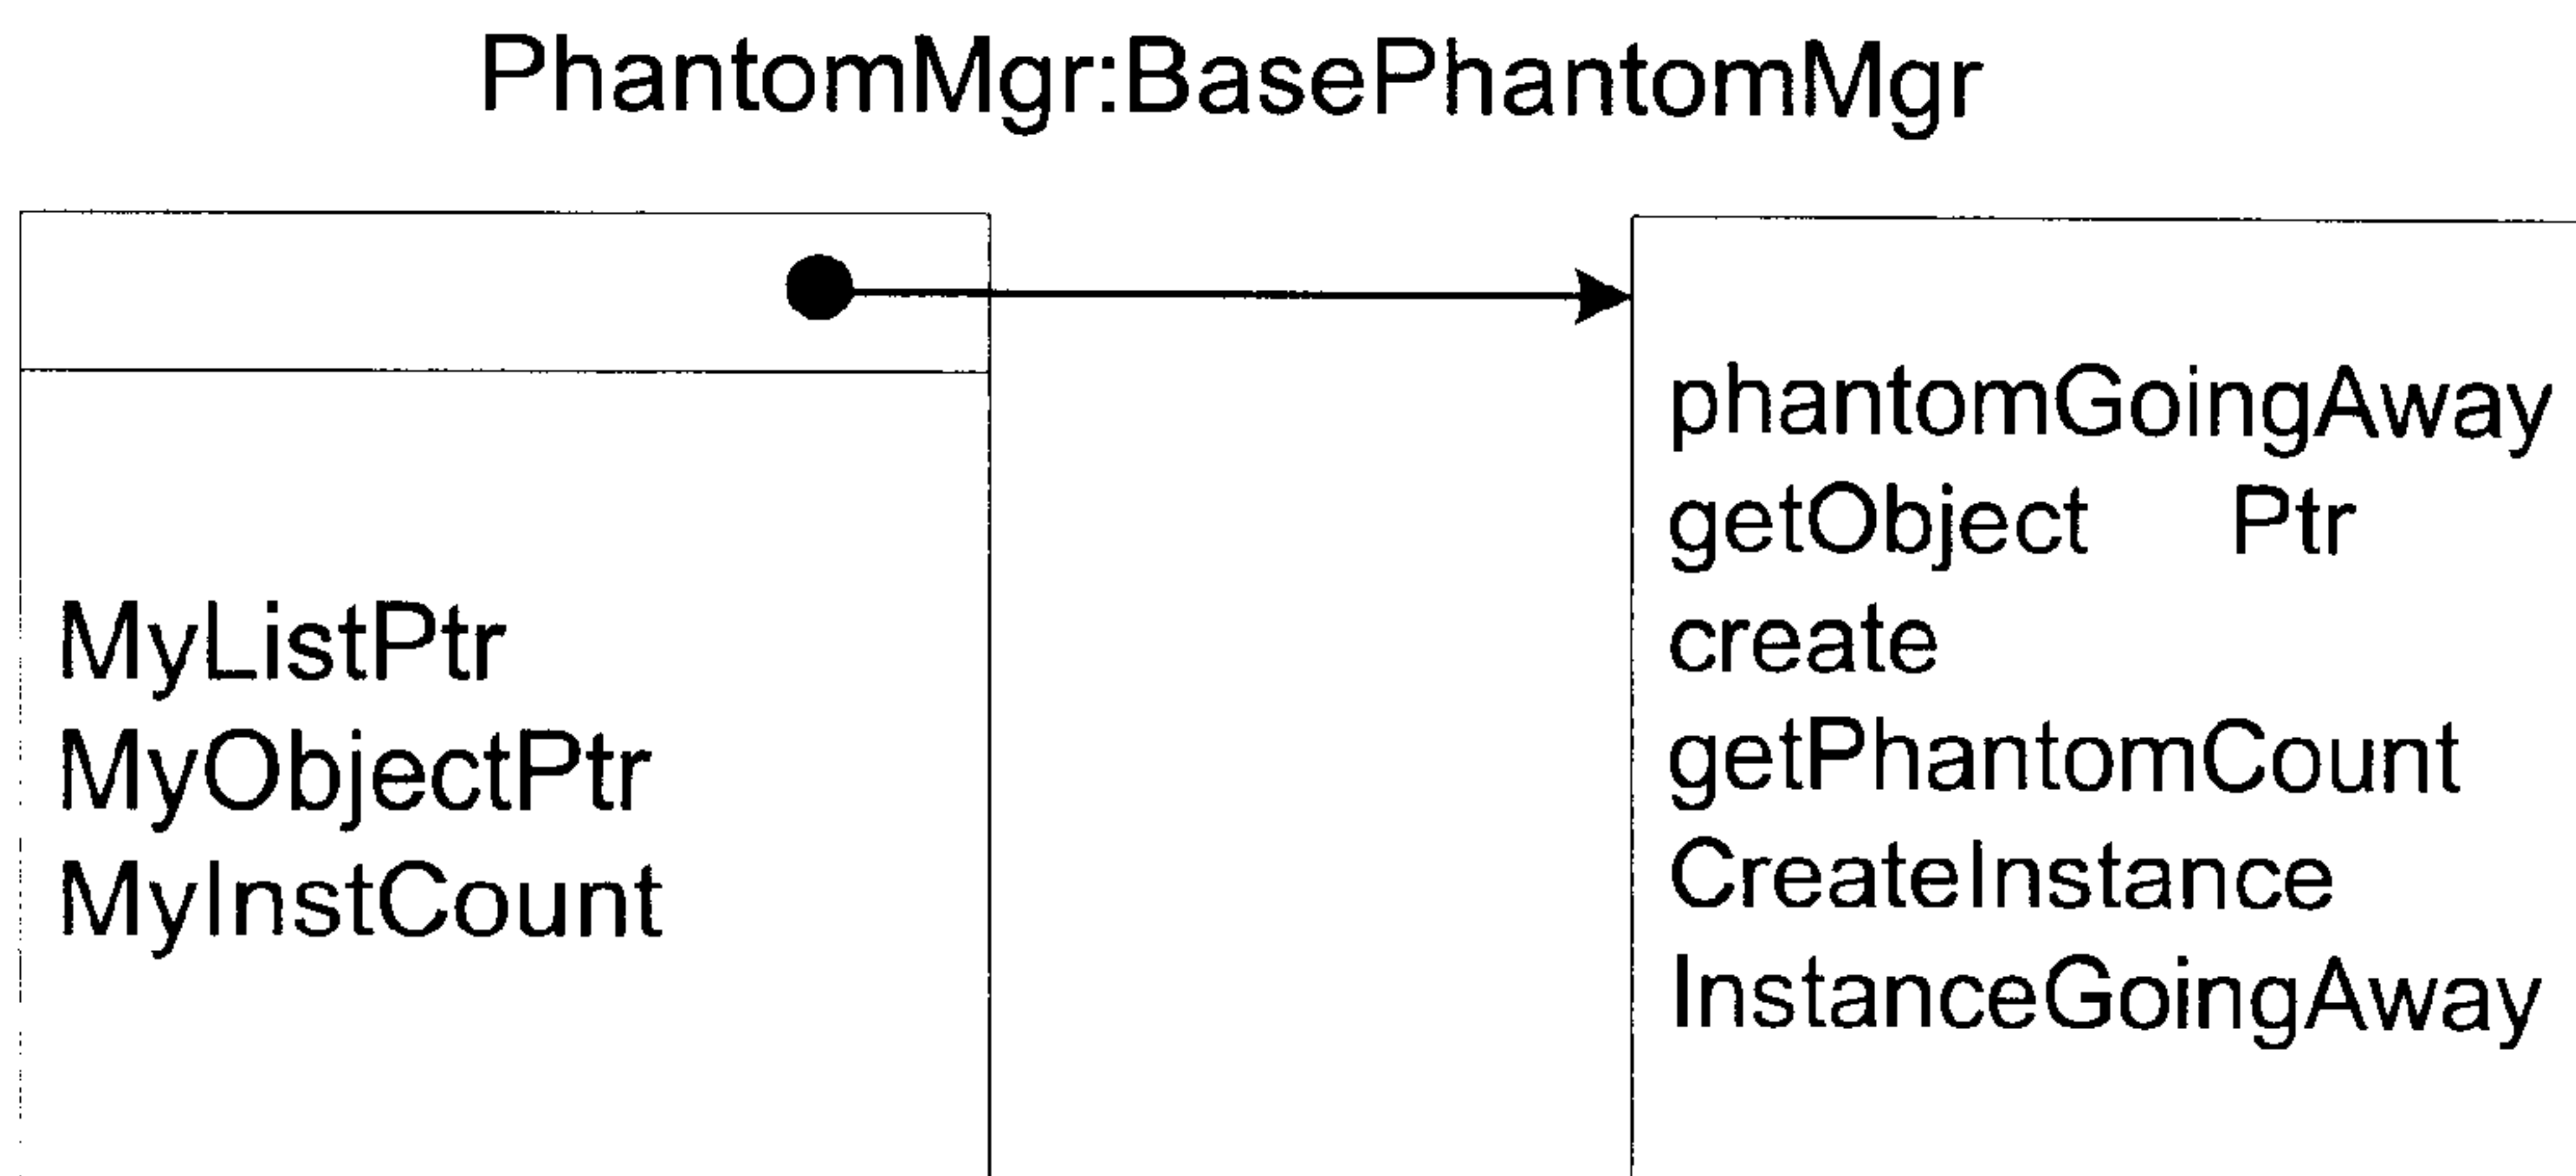 PhantomMgr:BasePhantomMgr
MyListPtr
MyObjectPtr
MyInstCount
phantomGoingAway
getObject Ptr
create
getPhantomCount
CreateInstance
InstanceGoingAway